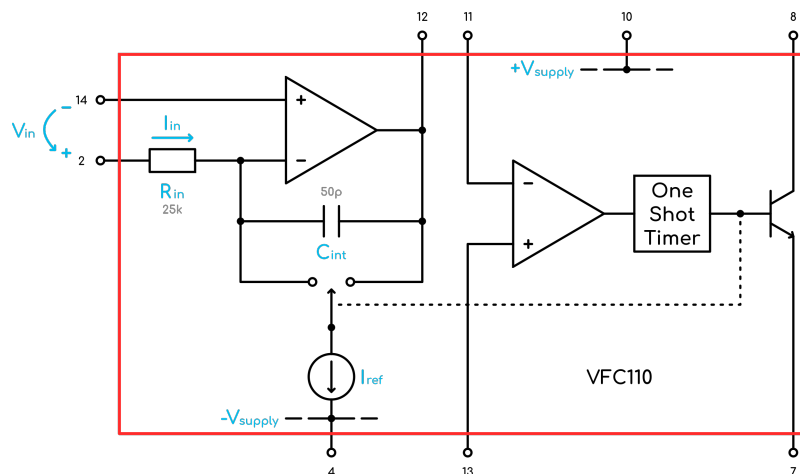 12
11
10
8
+Vsupply
14
+
−
Vin
−
+
Iin
2
−
Rin
25k
50p
Cint
−
+
One
Shot
Timer
Iref
VFC110
-Vsupply
4
13
7